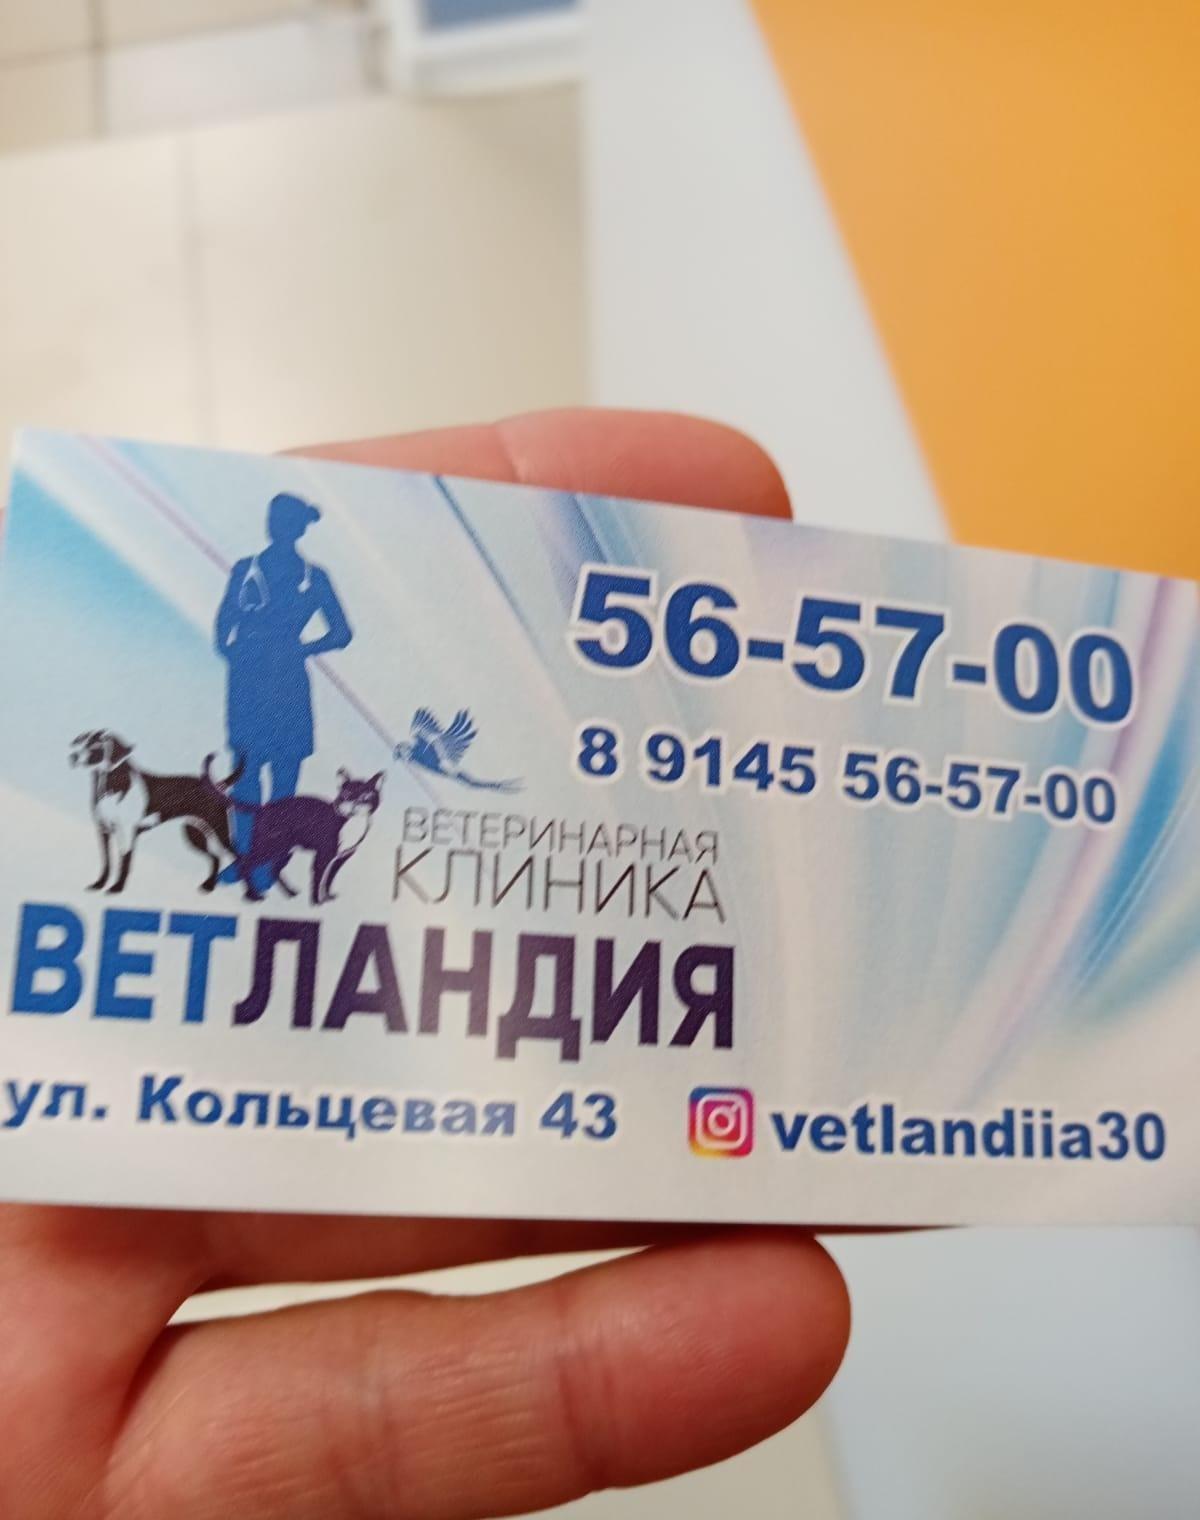 56-57-00
8 9145 56-57-00
ВЕТЕРИНАРНАЯ
КЛИНИКА
ВЕТЛАНДИЯ
ул. Кольцевая 43
vetlandiia30